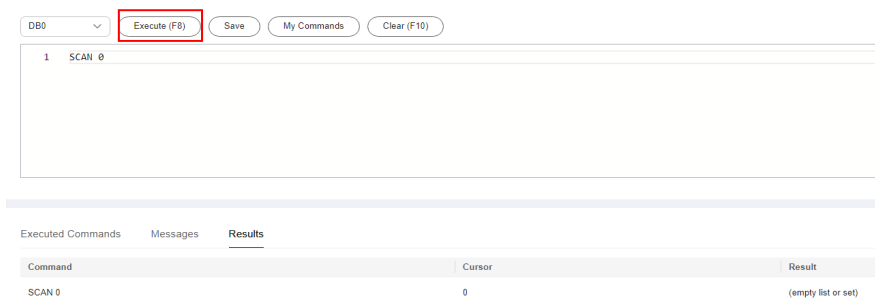 DB0 Execute (F8) Save My Commands Clear (F10)
1 SCAN 0
Executed Commands Messages Results
Command Cursor Result
SCAN 0 0 (empty list or set)